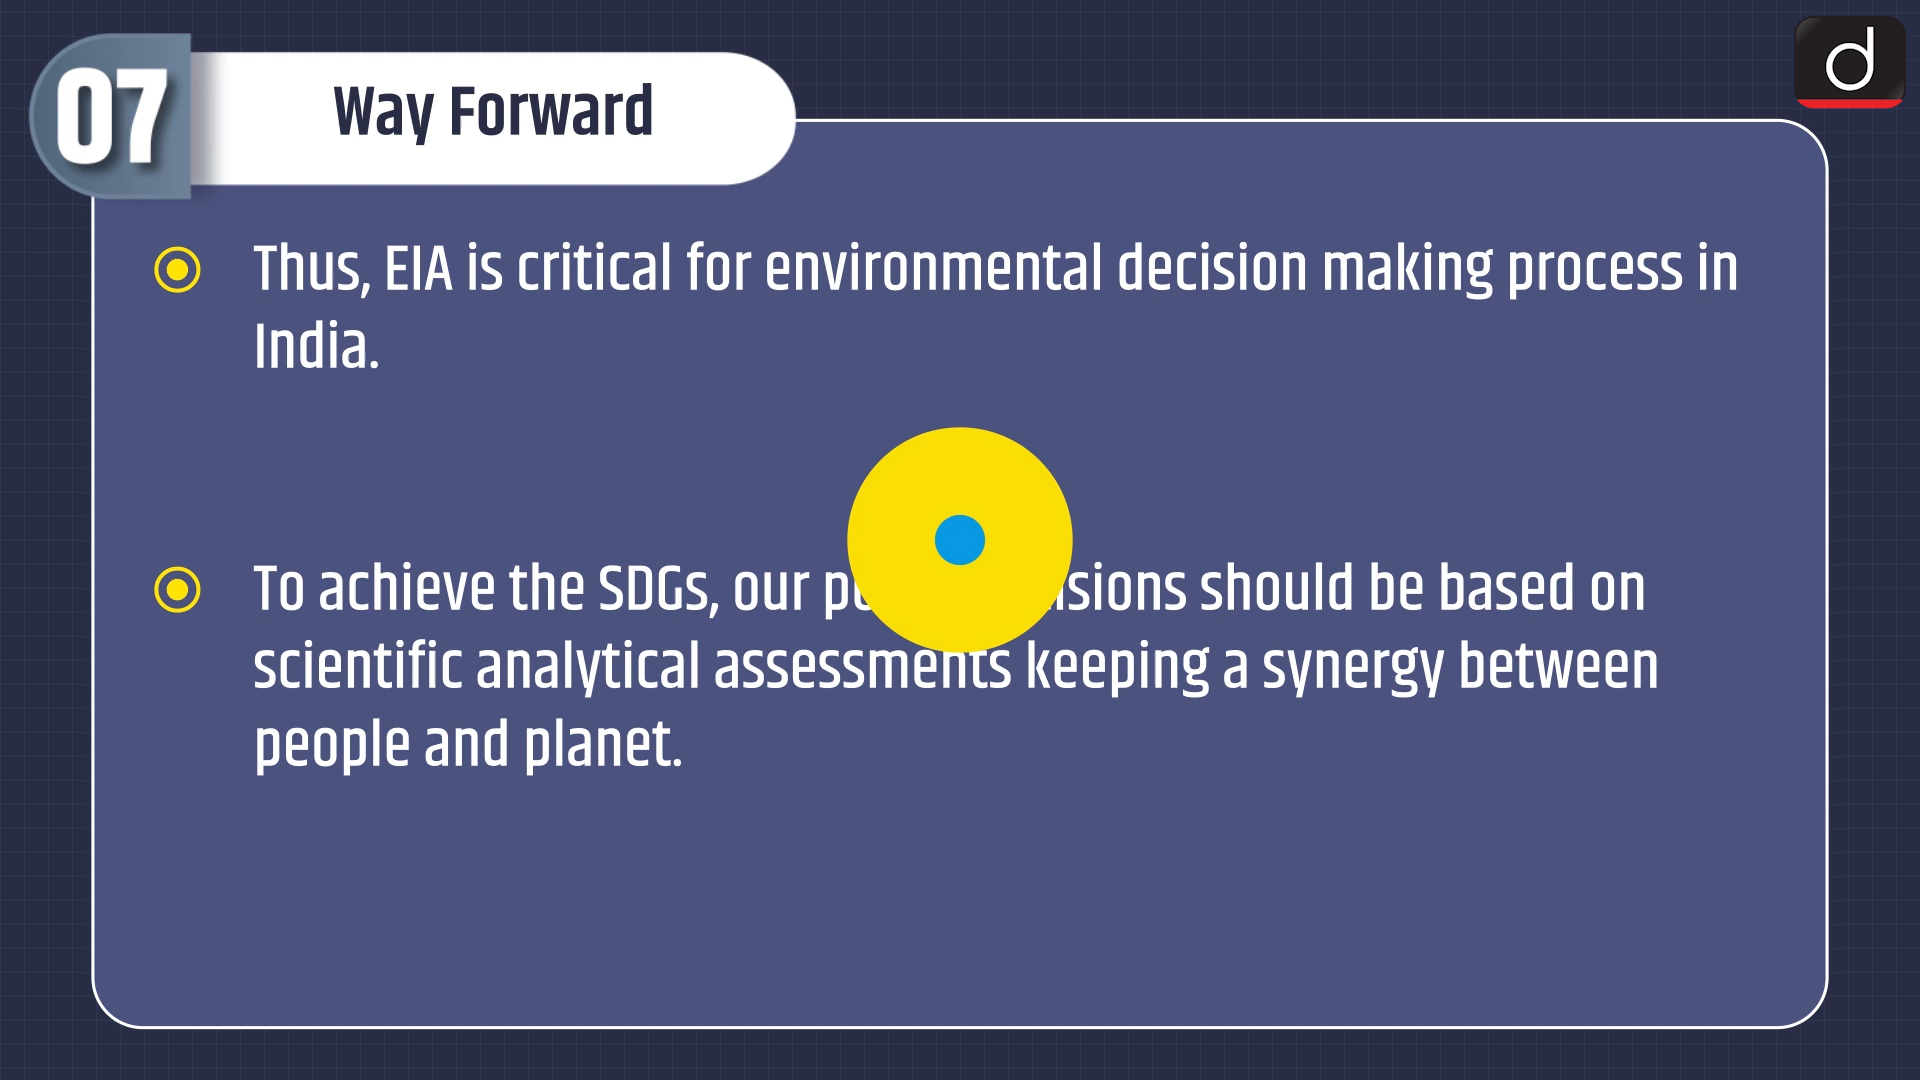 07
Way Forward
d
Thus, EIA is critical for environmental decision making process in
India.
To achieve the SDGs, our should be based on
scientific analytical assessments keeping a synergy between
people and planet.